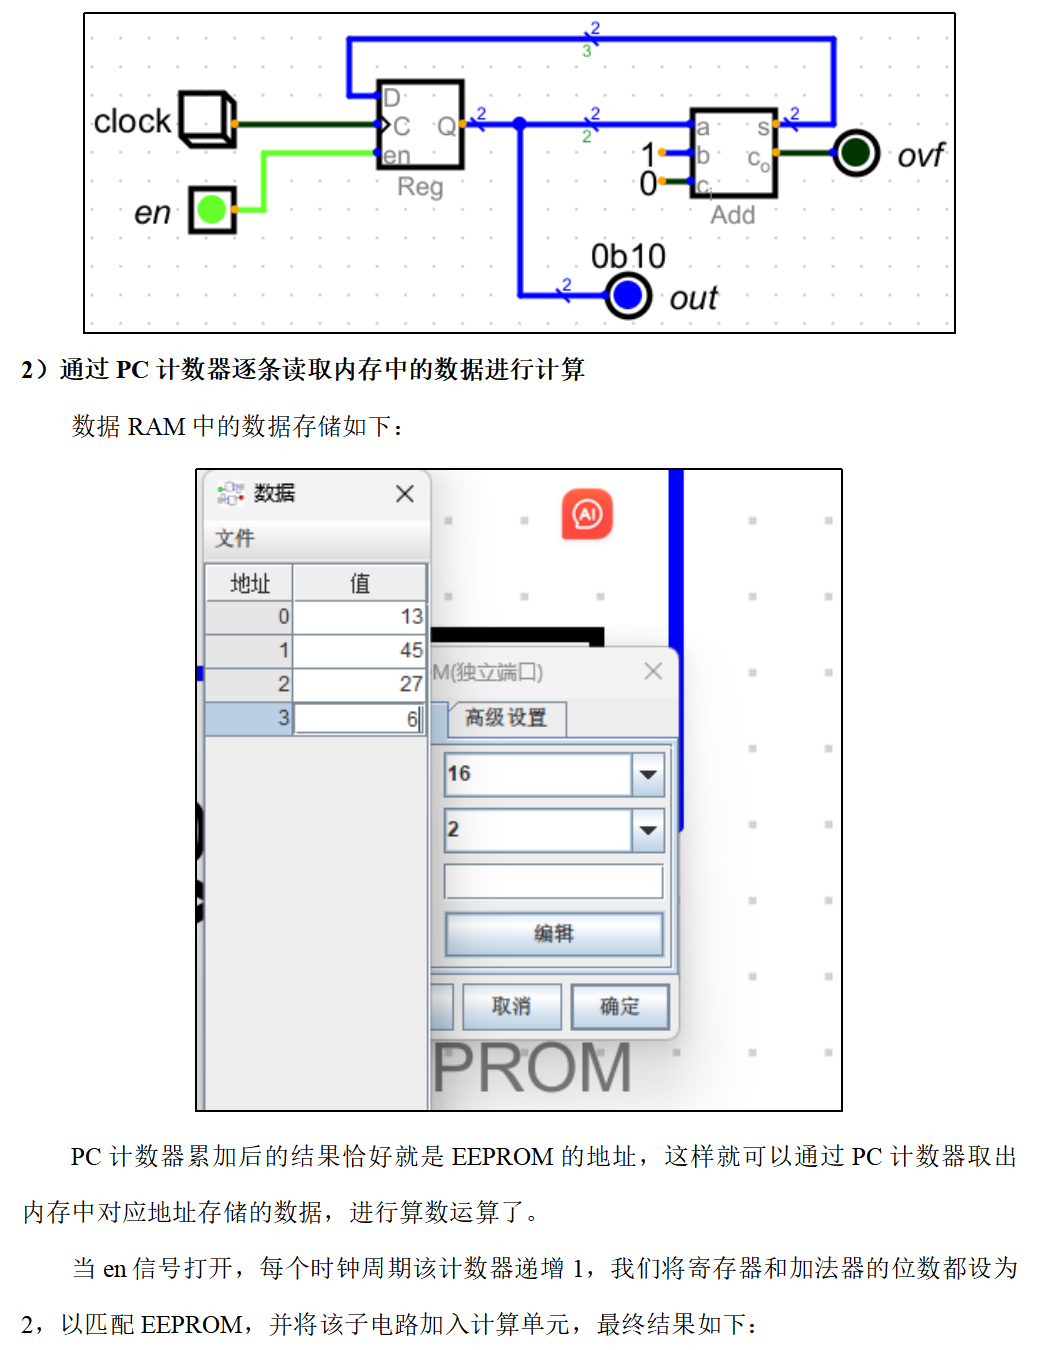 2
3
clock
D
C
Q
en
2
2
2
2
a
s
1
b
0
c
co
ovf
Reg
en
Add
0b10
2
out
2）通过 PC 计数器逐条读取内存中的数据进行计算
数据 RAM 中的数据存储如下：
数据
AI
文件
地址 值
0 13
1 45
2 27
3 6
M(独立端口)
高级设置
16
2
编辑
取消 确定
PROM
PC 计数器累加后的结果恰好就是 EEPROM 的地址，这样就可以通过 PC 计数器取出
内存中对应地址存储的数据，进行算数运算了。
当 en 信号打开，每个时钟周期该计数器递增 1，我们将寄存器和加法器的位数都设为
2，以匹配 EEPROM，并将该子电路加入计算单元，最终结果如下：